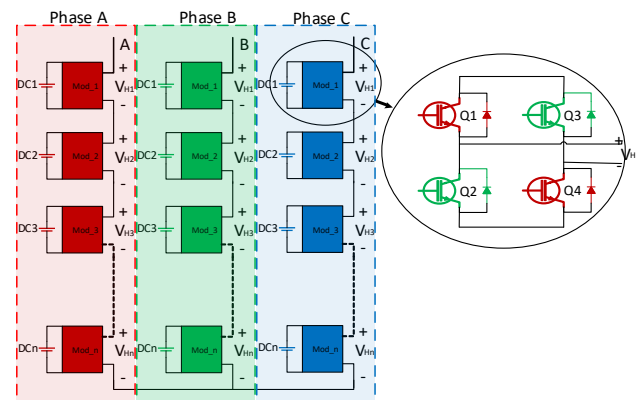 Phase A
Phase B
Phase C
A
B
C
DC1
Mod_1
+
VH1
-
DC1
Mod_1
+
VH1
-
DC1
Mod_1
+
VH1
-
DC2
Mod_2
+
VH2
-
DC2
Mod_2
+
VH2
-
DC2
Mod_2
+
VH2
-
DC3
Mod_3
+
VH3
-
DC3
Mod_3
+
VH3
-
DC3
Mod_3
+
VH3
-
DCn
Mod_n
+
VHn
-
DCn
Mod_n
+
VHn
-
DCn
Mod_n
+
VHn
-
Q1
Q3
+
VH
-
Q2
Q4